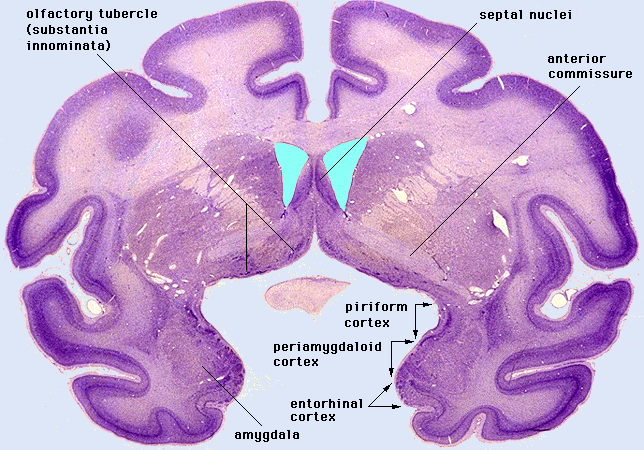 olfactory tubercle
(substantia
innominata)
septal nuclei
anterior
commissure
piriform
cortex
periamygdaloid
cortex
entorhinal
cortex
amygdala